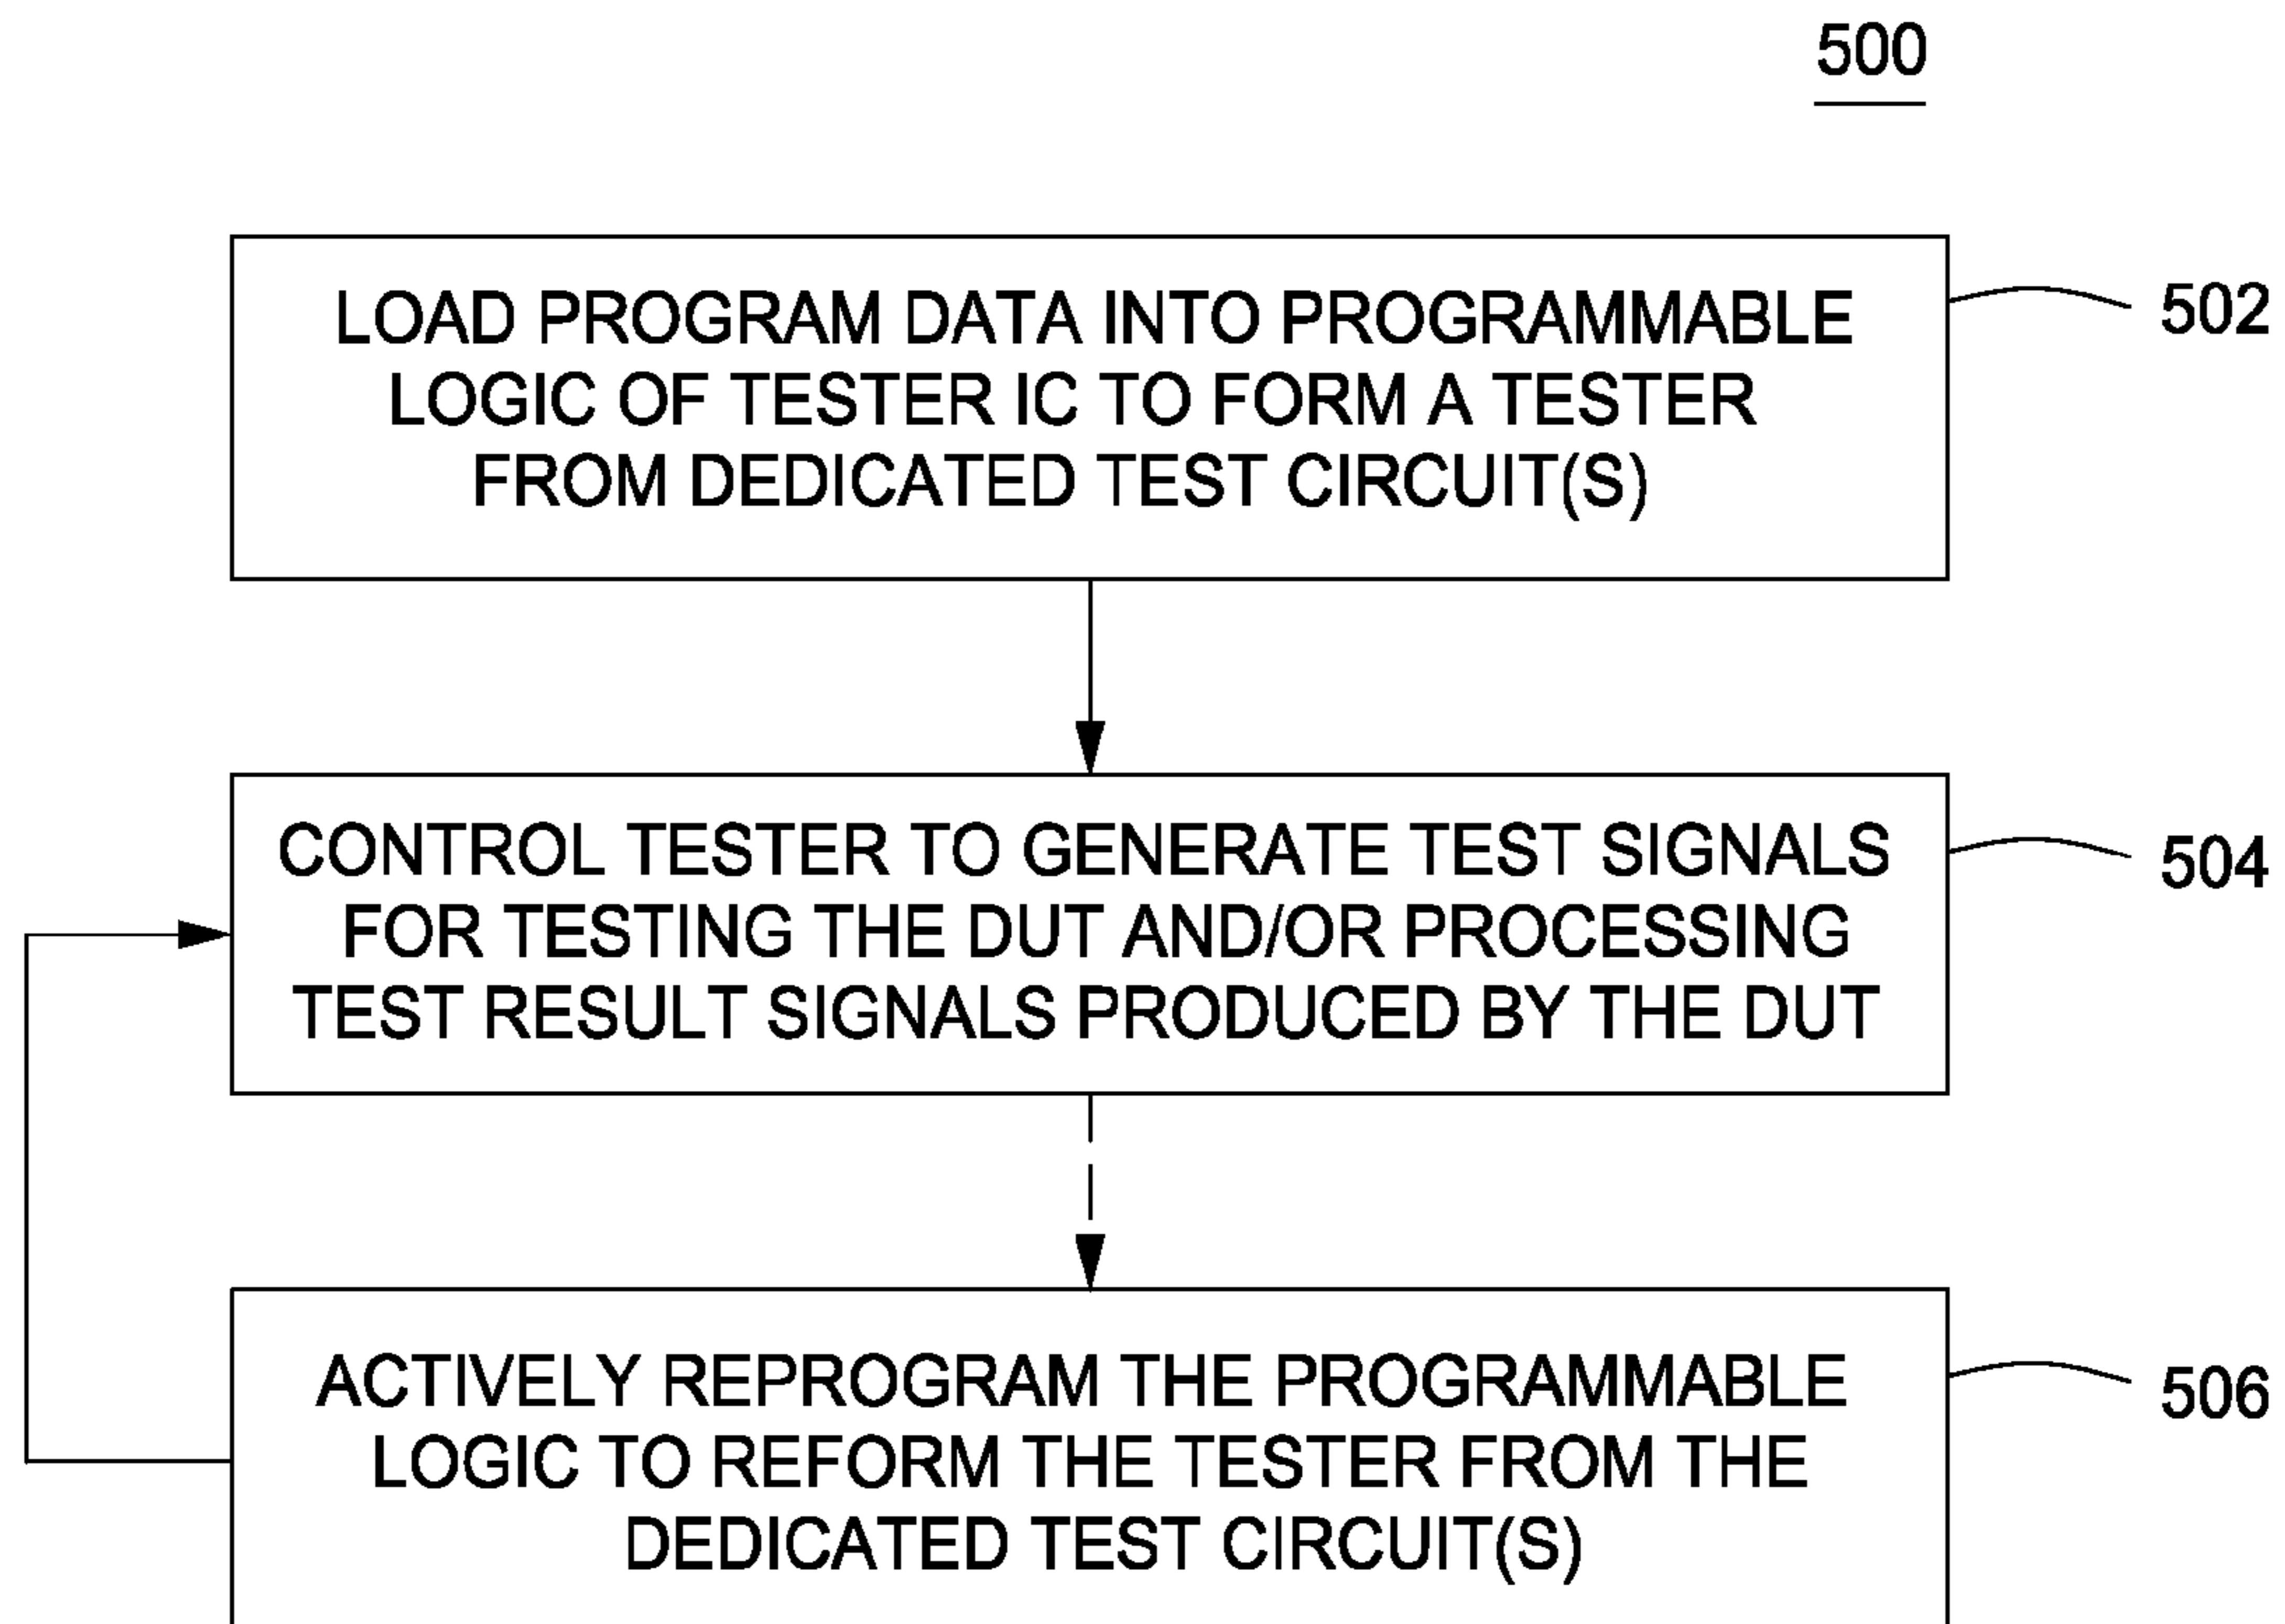 500
LOAD PROGRAM DATA INTO PROGRAMMABLE
LOGIC OF TESTER IC TO FORM A TESTER
FROM DEDICATED TEST CIRCUIT(S)
502
CONTROL TESTER TO GENERATE TEST SIGNALS
FOR TESTING THE DUT AND/OR PROCESSING
TEST RESULT SIGNALS PRODUCED BY THE DUT
504
ACTIVELY REPROGRAM THE PROGRAMMABLE
LOGIC TO REFORM THE TESTER FROM THE
DEDICATED TEST CIRCUIT(S)
506